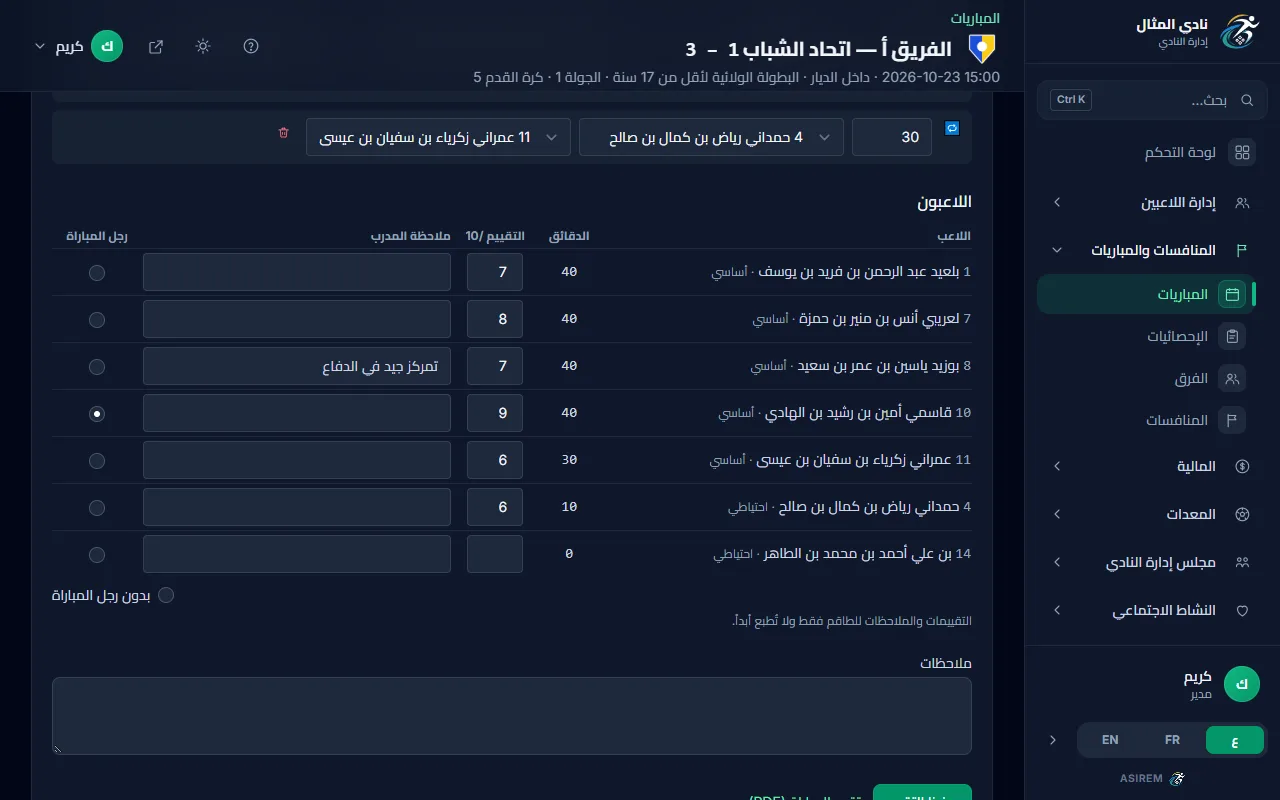 نادي المثال
إدارة النادي
بحث...
Ctrl K
لوحة التحكم
إدارة اللاعبين
المنافسات والمباريات
المباريات
الإحصائيات
الفرق
المنافسات
المالية
المعدات
مجلس إدارة النادي
النشاط الاجتماعي
ك
كريم
مدير
ع
FR
EN
ASIREM
المباريات
الفريق أ — اتحاد الشباب 1 – 3
2026-10-23 15:00 · داخل الديار · البطولة الولائية لأقل من 17 سنة · الجولة 1 · كرة القدم 5
ك كريم
30
4 حمداني رياض بن كمال بن صالح
11 عمراني زكرياء بن سفيان بن عيسى
اللاعبون
اللاعب الدقائق التقييم /10 ملاحظة المدرب رجل المباراة
1 بلعيد عبد الرحمن بن فريد بن يوسف · أساسي 40 7
7 لعريبي أنس بن منير بن حمزة · أساسي 40 8
8 بوزيد ياسين بن عمر بن سعيد · أساسي 40 7 تمركز جيد في الدفاع
10 قاسمي أمين بن رشيد بن الهادي · أساسي 40 9
11 عمراني زكرياء بن سفيان بن عيسى · أساسي 30 6
4 حمداني رياض بن كمال بن صالح · احتياطي 10 6
14 بن علي أحمد بن محمد بن الطاهر · احتياطي 0
بدون رجل المباراة
التقييمات والملاحظات للطاقم فقط ولا تُطبع أبداً.
ملاحظات
(PDF)